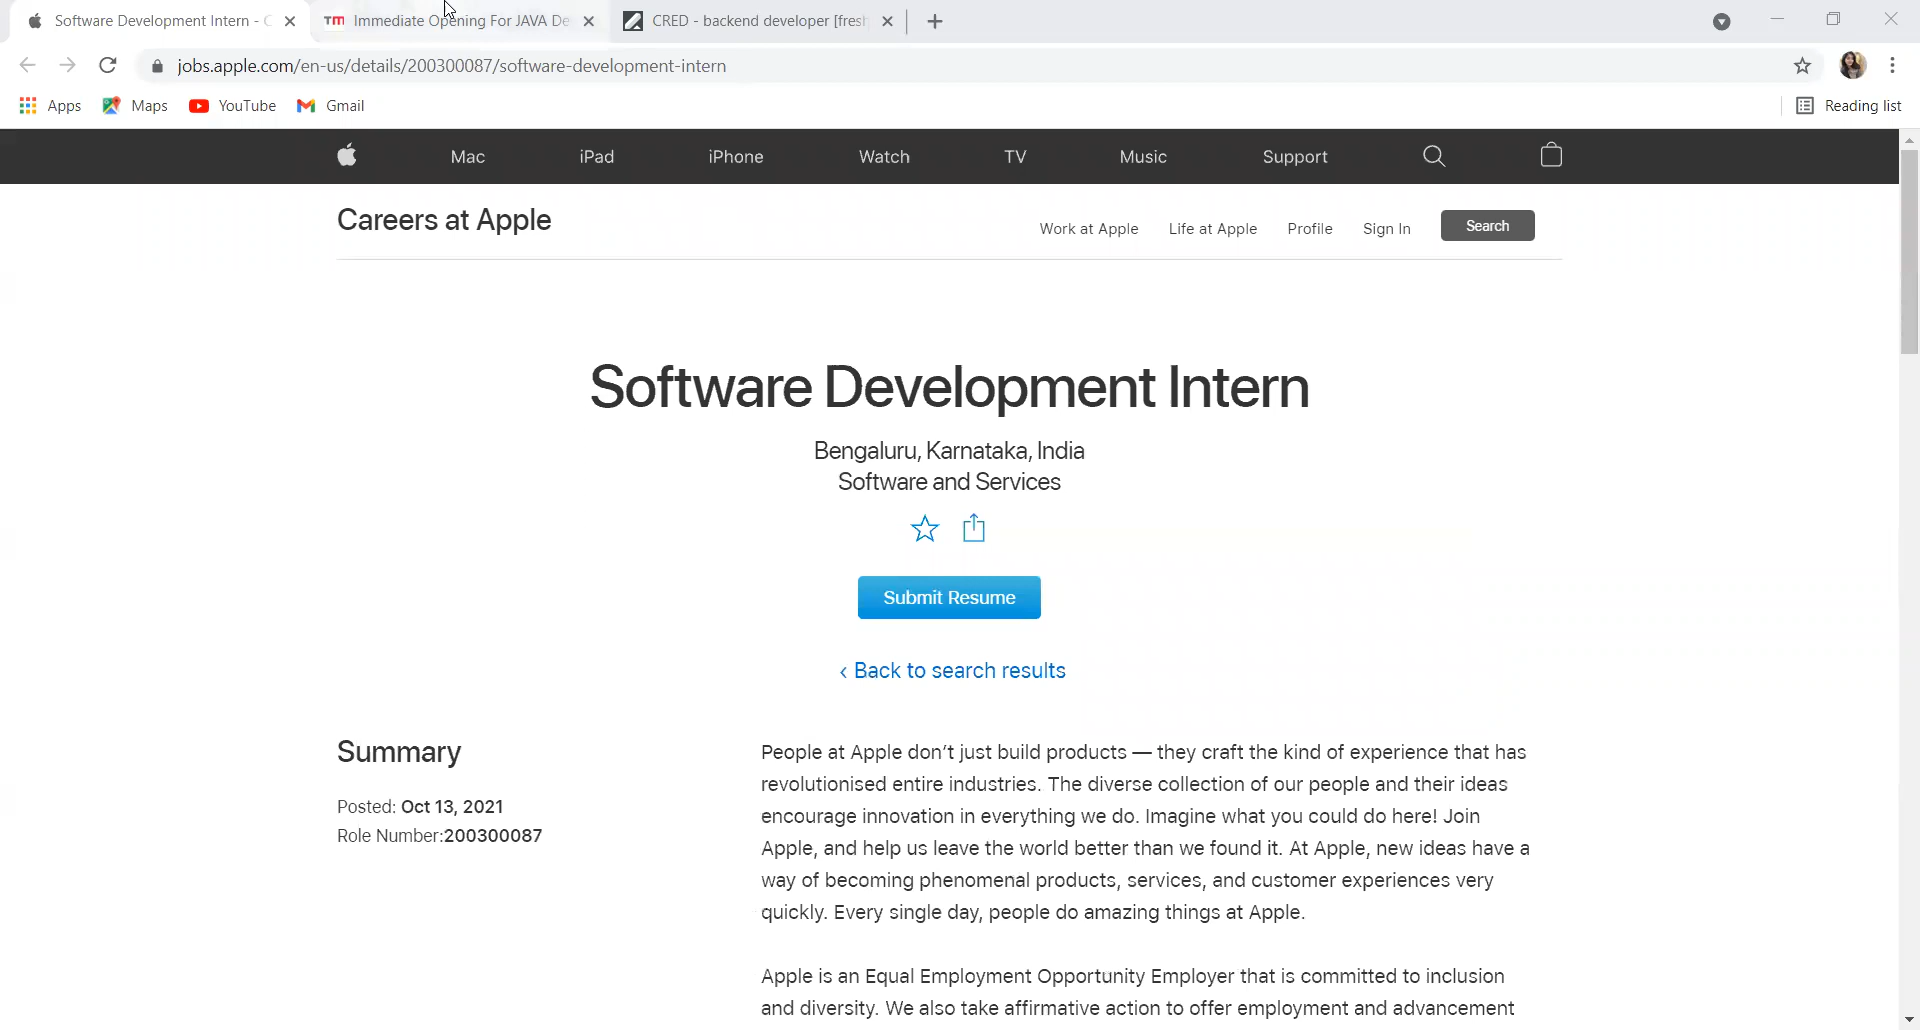 Software Development Intern - C
Immediate Opening For JAVA De
CRED - backend developer [fresh
jobs.apple.com/en-us/details/200300087/software-development-intern
Apps
Maps
YouTube
Gmail
Reading list
Mac
iPad
iPhone
Watch
TV
Music
Support
Careers at Apple
Work at Apple
Life at Apple
Profile
Sign In
Search
Software Development Intern
Bengaluru, Karnataka, India
Software and Services
Submit Resume
‹ Back to search results
Summary
Posted: Oct 13, 2021
Role Number:200300087
People at Apple don't just build products — they craft the kind of experience that has
revolutionised entire industries. The diverse collection of our people and their ideas
encourage innovation in everything we do. Imagine what you could do here! Join
Apple, and help us leave the world better than we found it. At Apple, new ideas have a
way of becoming phenomenal products, services, and customer experiences very
quickly. Every single day, people do amazing things at Apple.
Apple is an Equal Employment Opportunity Employer that is committed to inclusion
and diversity. We also take affirmative action to offer employment and advancement